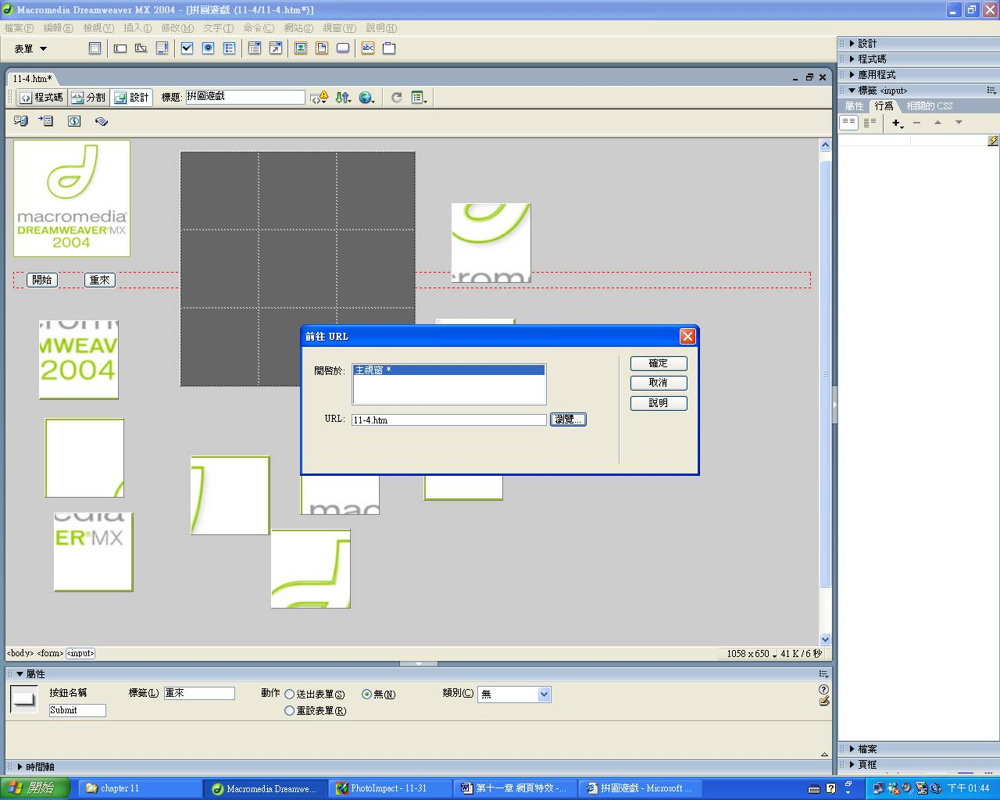 Macromedia Dreamweaver MX 2004 - [拼圖遊戲 (11-4/11-4.htm*)]
檔案(F) 編輯(E) 檢視(V) 插入(I) 修改(M) 文字(T) 命令(C) 網站(S) 視窗(W) 說明(H)
表單
abc
11-4.htm*
程式碼 分割 設計 標題: 拼圖遊戲
macromedia
DREAMWEAVER MX
2004
開始 重來
crom
MWEAV
2004
前往 URL
開啟於: 主視窗 *
URL: 11-4.htm 瀏覽...
確定
取消
說明
edia
ER MX
mac
<body> <form> <input>
1058 x 650 41 K / 6 秒
屬性
按鈕名稱 標籤(L) 重來 動作 送出表單(S) 無(N) 類別(C) 無
Submit 重設表單(R)
時間軸
設計
程式碼
應用程式
標籤 <input>
屬性 行為 相關的 CSS
檔案
頁框
開始 chapter 11 Macromedia Dreamwe... PhotoImpact - 11-31 第十一章 網頁特效 -... 拼圖遊戲 - Microsoft ... 下午 01:44